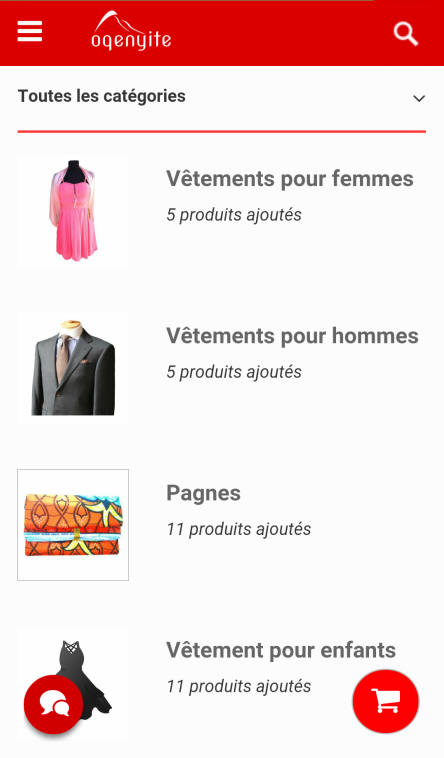 oqenyite
Toutes les catégories
Vêtements pour femmes
5 produits ajoutés
Vêtements pour hommes
5 produits ajoutés
Pagnes
11 produits ajoutés
Vêtement pour enfants
11 produits ajoutés